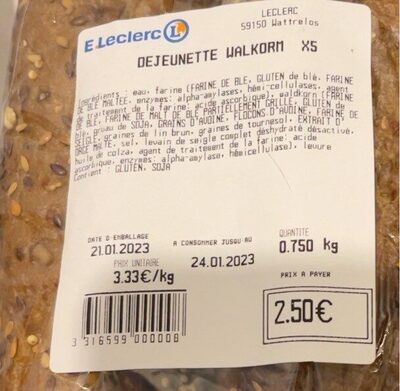 E.Leclerc L
LECLERC
59150 Wattrelos
DEJEUNETTE WALKORM X5
Ingrédients : eau, farine (FARINE DE BLE, GLUTEN de blé, FARINE
DE BLE MALTEE, enzymes: alpha-amylases, hémi-cellulases, agent
de traitement de la farine: acide ascorbique), waldkorn (FARINE
DE BLE, FARINE DE MALT DE BLE PARTIELLEMENT GRILLE, GLUTEN de
blé, gruau de SOJA, GRAINS D'AVOINE, FLOCONS D'AVOINE, FARINE DE
SEIGLE, graines de lin brun, graines de tournesol, EXTRAIT D'
ORGE MALTE, sel, levain de seigle complet déshydraté désactivé,
huile de colza, agent de traitement de la farine: acide
ascorbique, enzymes: alpha-amylase, hémicellulase), levure
Contient : GLUTEN, SOJA
DATE D'EMBALLAGE
21.01.2023
A CONSOMMER JUSQU'AU
24.01.2023
QUANTITE
0.750 kg
PRIX UNITAIRE
3.33€/kg
PRIX A PAYER
2.50€
3 316599 000006